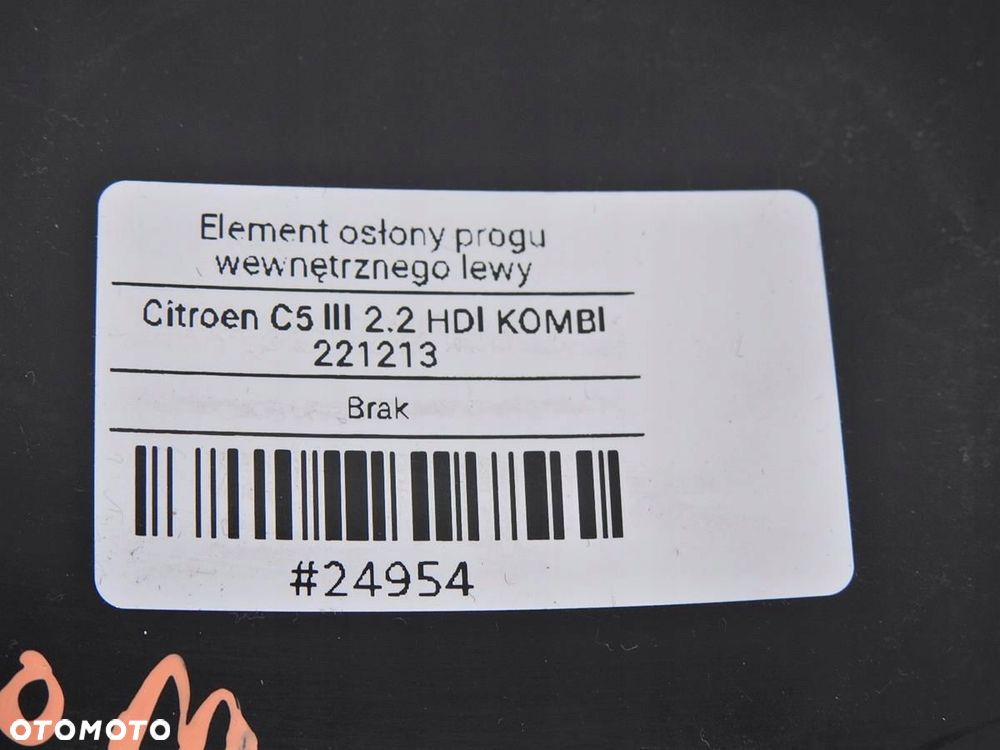 Element osłony progu
wewnętrznego lewy
Citroen C5 III 2.2 HDI KOMBI
221213
Brak
#24954
OTOMOTO